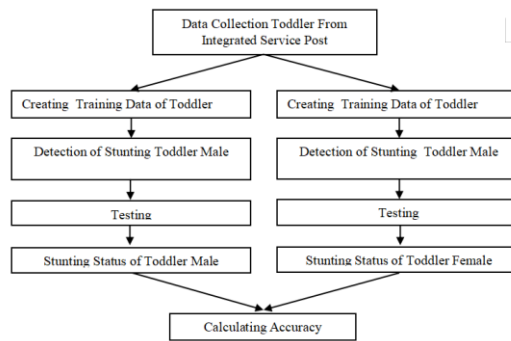 Data Collection Toddler From
Integrated Service Post
Creating Training Data of Toddler
Creating Training Data of Toddler
Detection of Stunting Toddler Male
Detection of Stunting Toddler Male
Testing
Testing
Stunting Status of Toddler Male
Stunting Status of Toddler Female
Calculating Accuracy